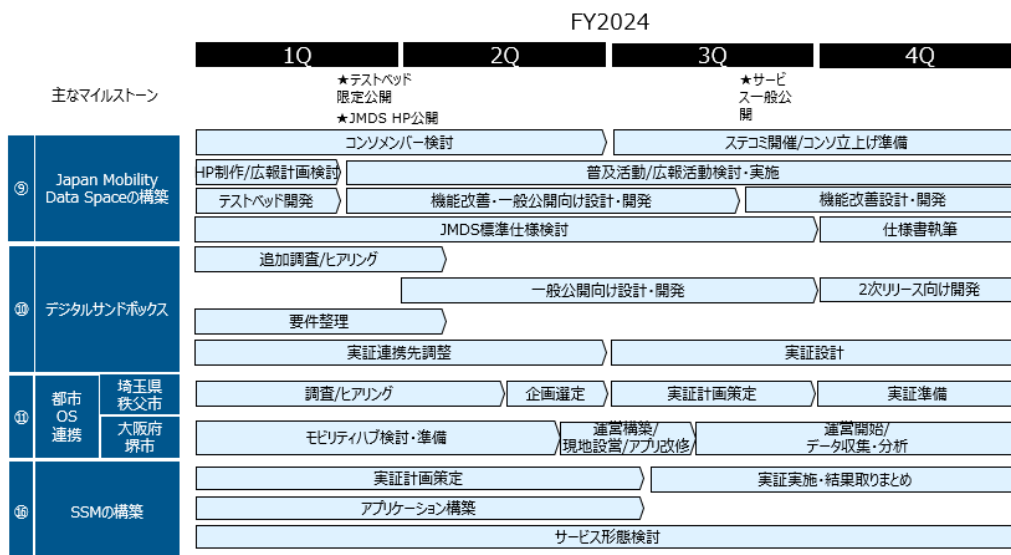 FY2024
1Q 2Q 3Q 4Q
主なマイルストーン
★テストベッド
限定公開
★JMDS HP公開
★サービ
ス一般公
開
⑨
Japan Mobility
Data Spaceの構築
コンソメンバー検討
ステコミ開催/コンソ立上げ準備
HP制作/広報計画検討
普及活動/広報活動検討・実施
テストベッド開発
機能改善・一般公開向け設計・開発
機能改善設計・開発
JMDS標準仕様検討
仕様書執筆
⑩
デジタルサンドボックス
追加調査/ヒアリング
一般公開向け設計・開発
2次リリース向け開発
要件整理
実証連携先調整
実証設計
⑪
都市
OS
連携
埼玉県
秩父市
調査/ヒアリング
企画選定
実証計画策定
実証準備
大阪府
堺市
モビリティハブ検討・準備
運営構築/
現地設営/アプリ改修/
運営開始/
データ収集・分析
⑯
SSMの構築
実証計画策定
実証実施・結果取りまとめ
アプリケーション構築
サービス形態検討